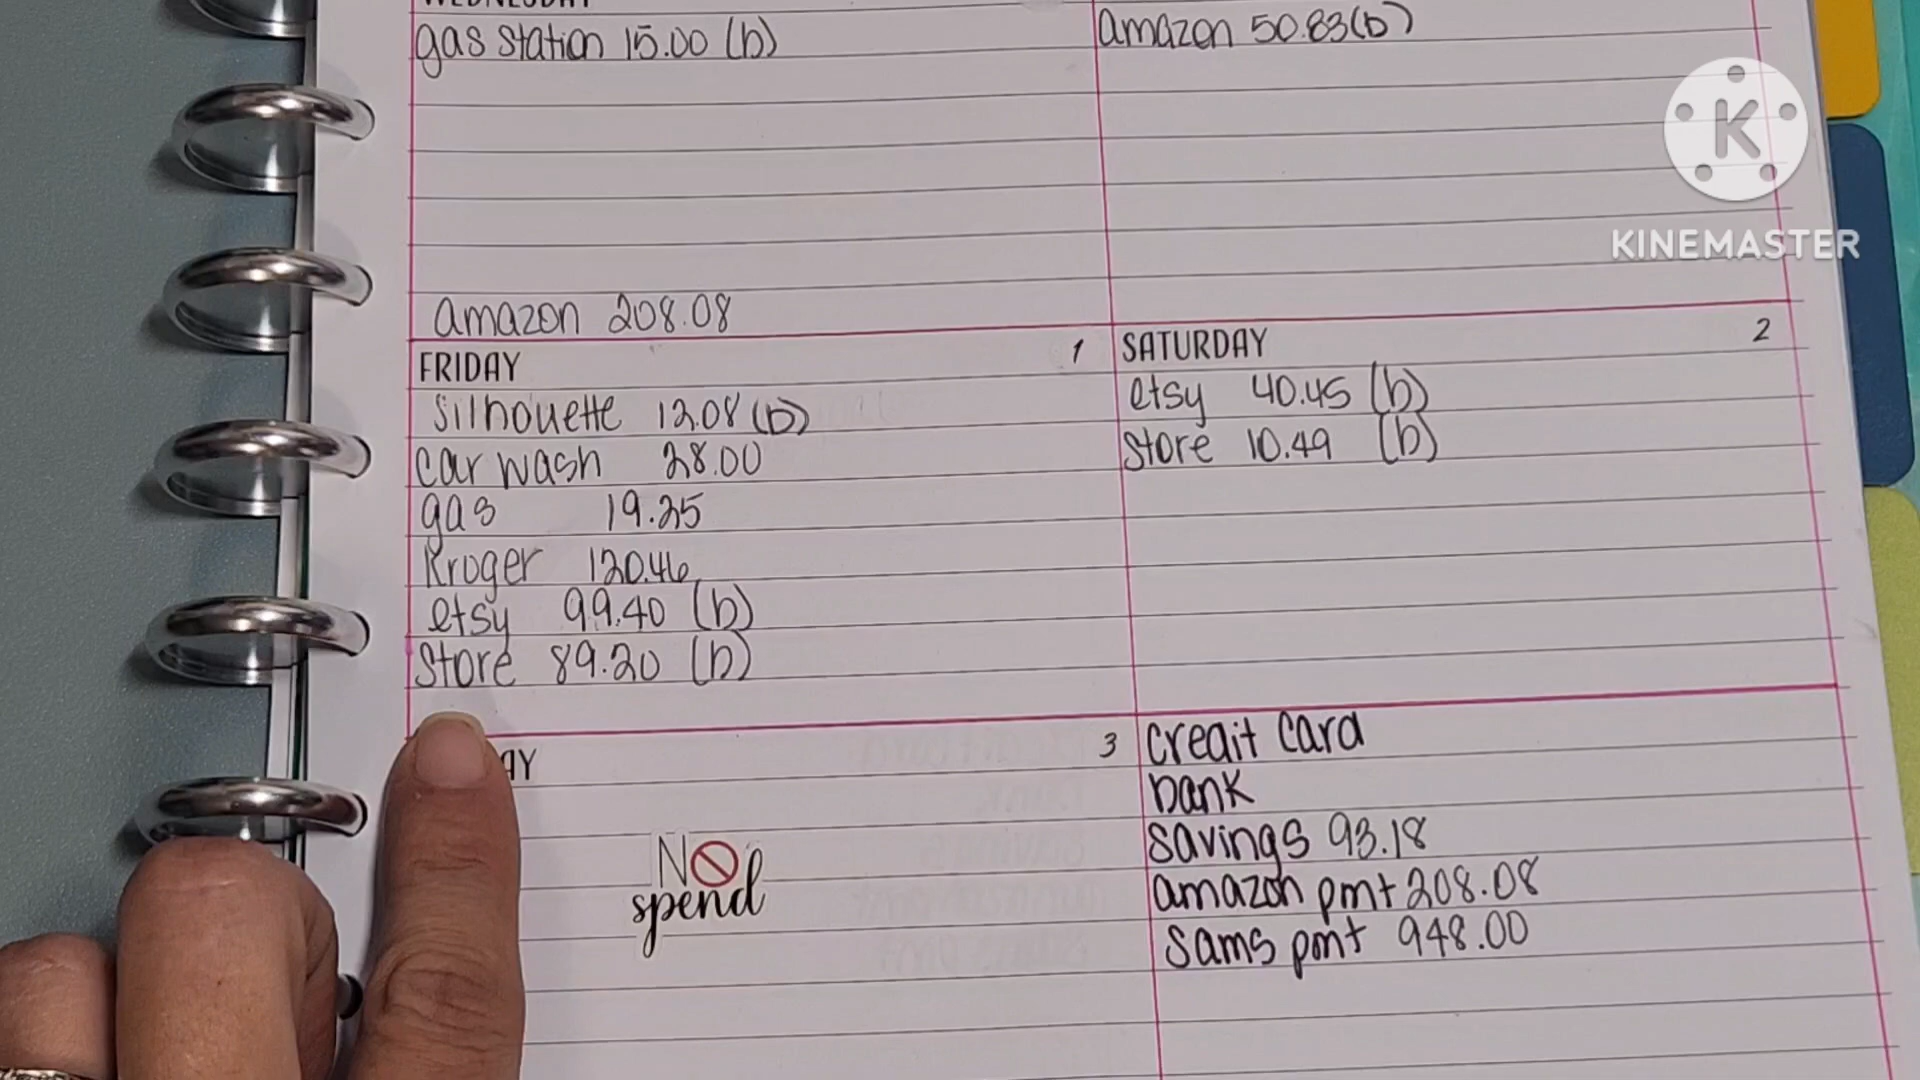 WEDNESDAY
gas station 15.00 (b)
amazon 50.83 (b)
amazon 208.08
FRIDAY 1
silhouette 12.08 (b)
car wash 28.00
gas 19.25
Kroger 120.46
etsy 99.40 (b)
store 89.20 (b)
SATURDAY 2
etsy 40.45 (b)
store 10.49 (b)
AY 3
NO
spend
credit card
bank
savings 93.18
amazon pmt 208.08
sams pmt 948.00
K
KINEMASTER